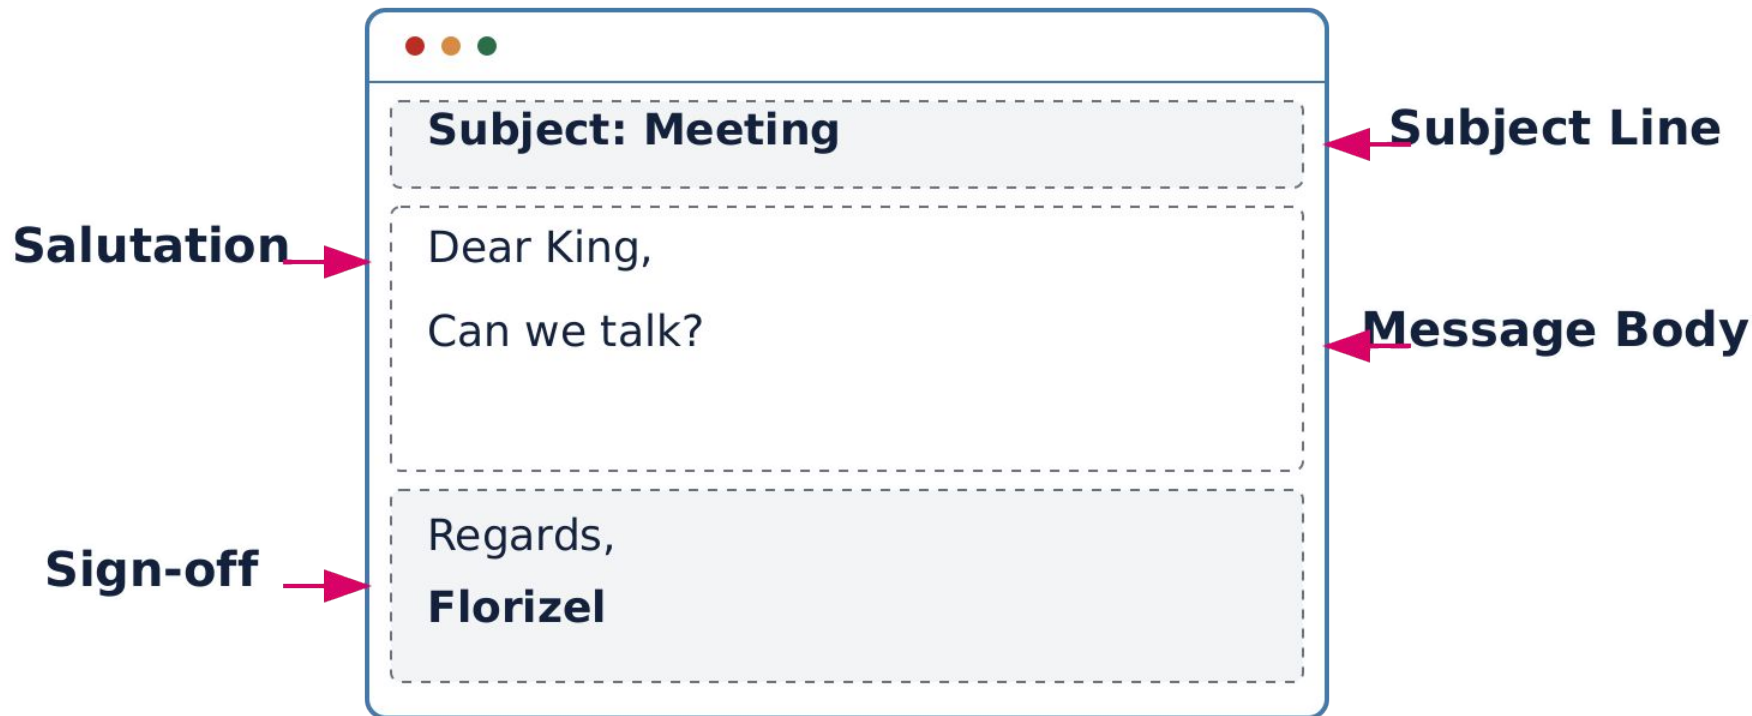 Subject: Meeting
Subject Line
Salutation
Dear King,
Can we talk?
Message Body
Sign-off
Regards,
Florizel